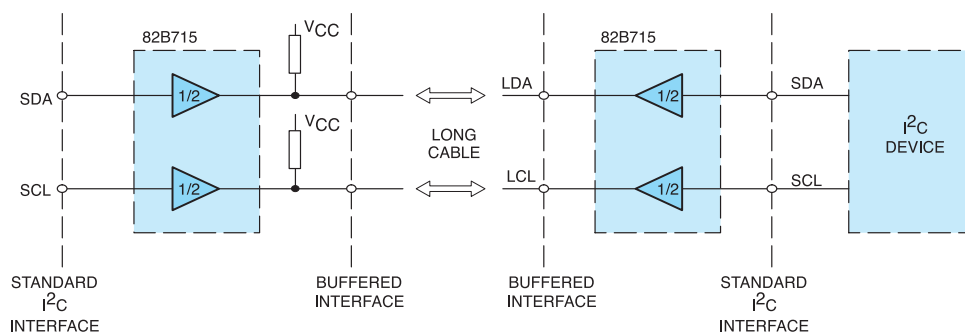 82B715
VCC
82B715
SDA
1/2
LDA
1/2
SDA
VCC
LONG
CABLE
I2C
DEVICE
SCL
1/2
LCL
1/2
SCL
STANDARD
I2C
INTERFACE
BUFFERED
INTERFACE
BUFFERED
INTERFACE
STANDARD
I2C
INTERFACE